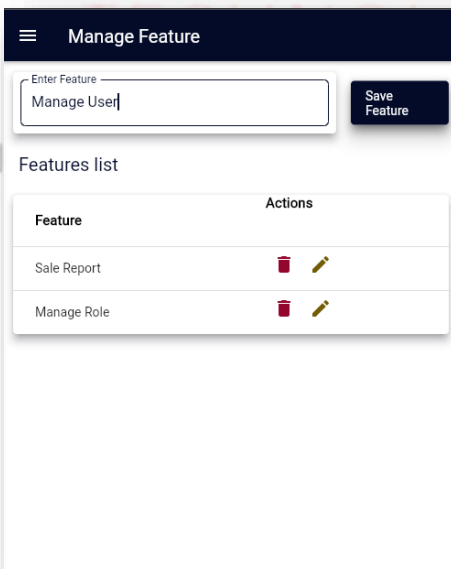 Manage Feature
Enter Feature
Manage User
Save
Feature
Features list
Feature
Actions
Sale Report
Manage Role